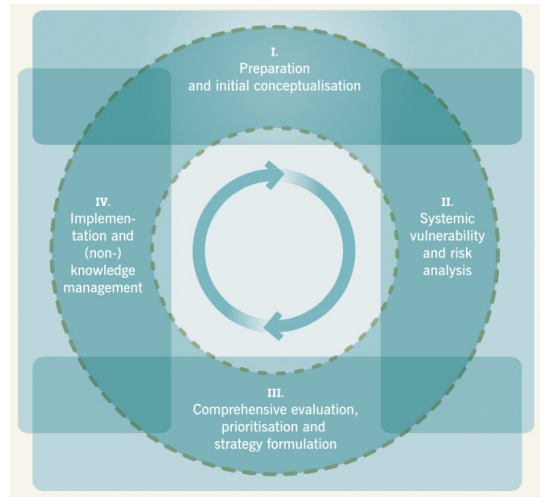 I.
Preparation
and initial conceptualisation
II.
Systemic
vulnerability
and risk
analysis
III.
Comprehensive evaluation,
prioritisation and
strategy formulation
IV.
Implemen-
tation and
(non-)
knowledge
management